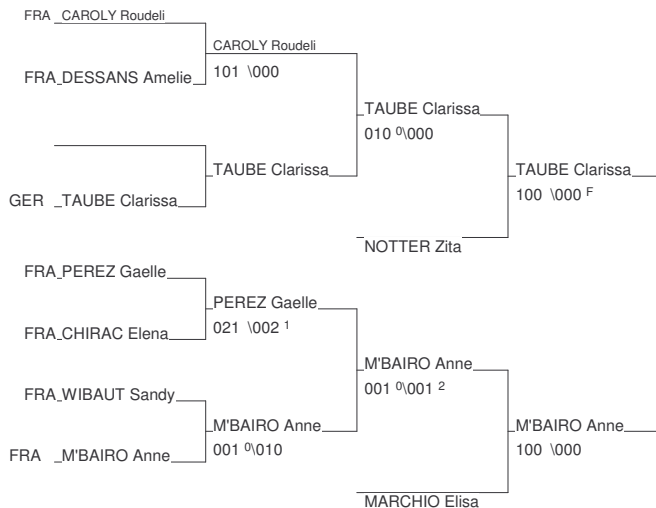 FRA CAROLY Roudeli
CAROLY Roudeli
101 \000
FRA DESSANS Amelie
TAUBE Clarissa
010 0\000
TAUBE Clarissa
GER TAUBE Clarissa
TAUBE Clarissa
100 \000 F
NOTTER Zita
FRA PEREZ Gaelle
PEREZ Gaelle
021 \002 1
FRA CHIRAC Elena
M'BAIRO Anne
001 0\001 2
FRA WIBAUT Sandy
M'BAIRO Anne
001 0\010
FRA M'BAIRO Anne
M'BAIRO Anne
100 \000
MARCHIO Elisa